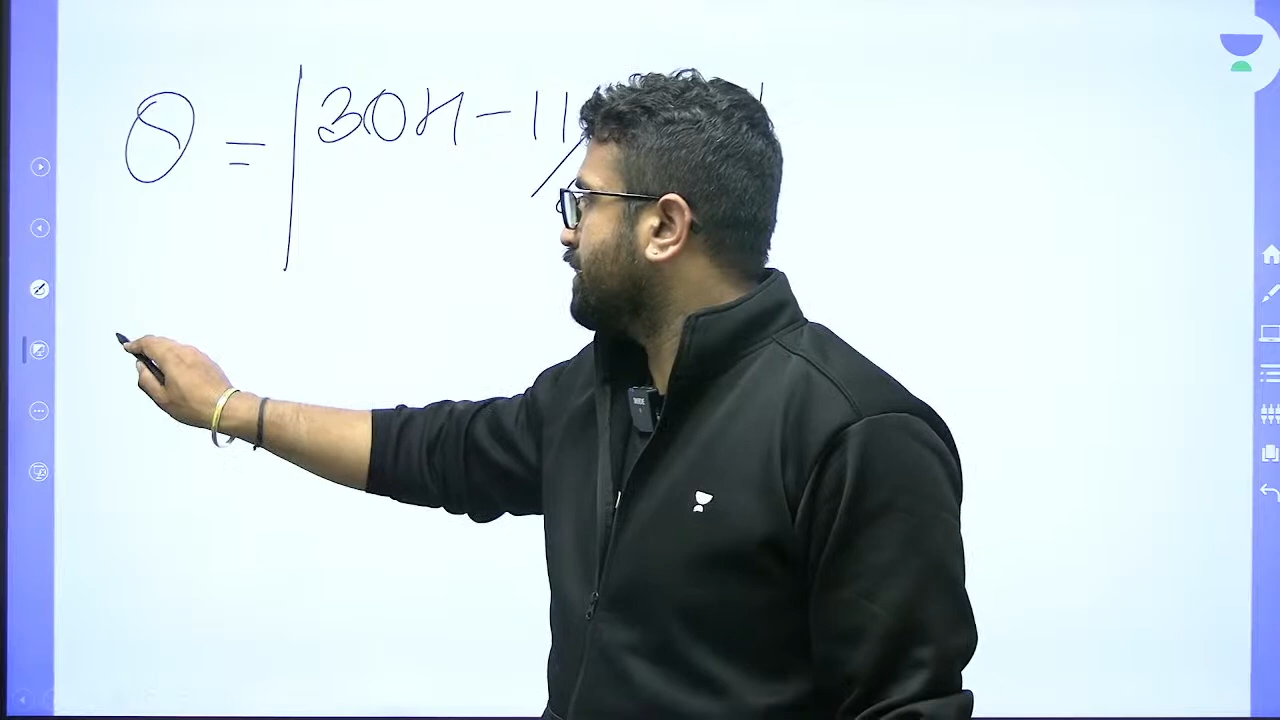 θ = |30H - 11/